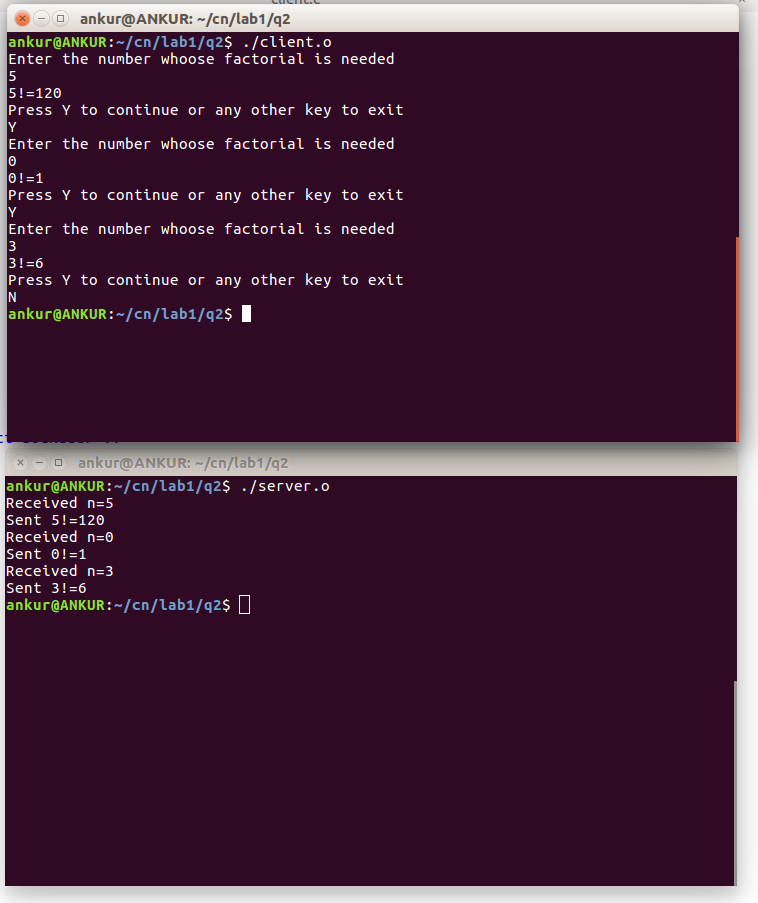 client.c
ankur@ANKUR: ~/cn/lab1/q2
ankur@ANKUR:~/cn/lab1/q2$ ./client.o
Enter the number whoose factorial is needed
5
5!=120
Press Y to continue or any other key to exit
Y
Enter the number whoose factorial is needed
0
0!=1
Press Y to continue or any other key to exit
Y
Enter the number whoose factorial is needed
3
3!=6
Press Y to continue or any other key to exit
N
ankur@ANKUR:~/cn/lab1/q2$
ankur@ANKUR: ~/cn/lab1/q2
ankur@ANKUR:~/cn/lab1/q2$ ./server.o
Received n=5
Sent 5!=120
Received n=0
Sent 0!=1
Received n=3
Sent 3!=6
ankur@ANKUR:~/cn/lab1/q2$